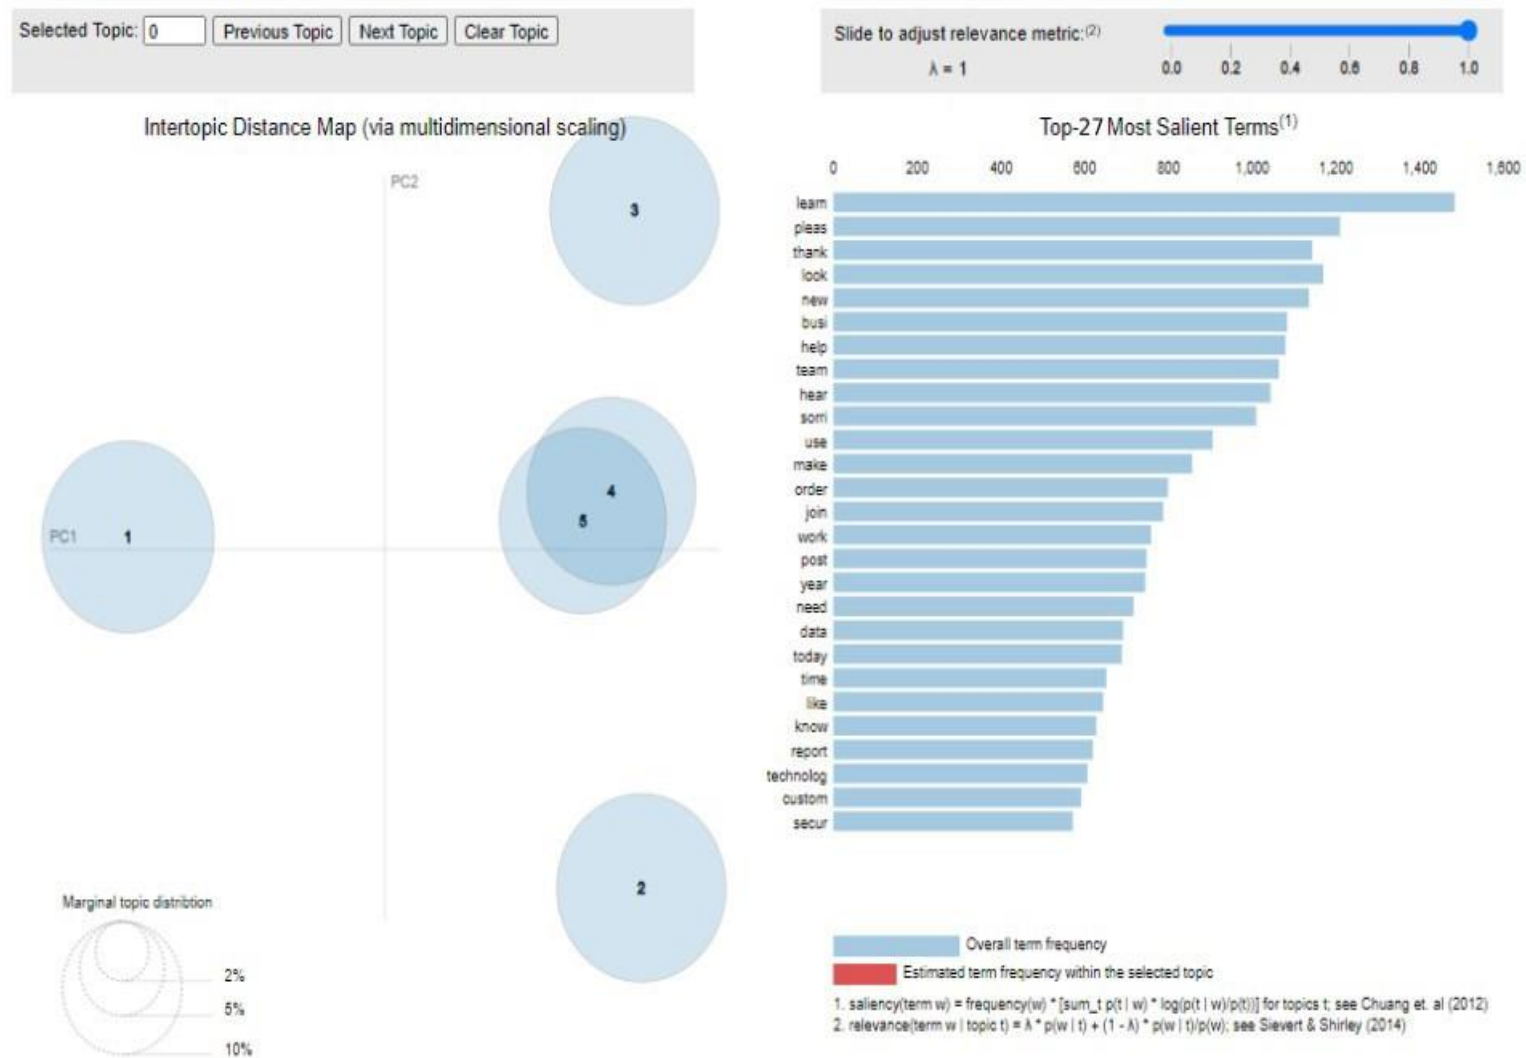 Selected Topic: 0 Previous Topic Next Topic Clear Topic
Slide to adjust relevance metric:(2)
λ = 1
0.0 0.2 0.4 0.6 0.8 1.0
Intertopic Distance Map (via multidimensional scaling)
PC2
3
4
5
PC1
1
2
Marginal topic distribtion
2%
5%
10%
Top-27 Most Salient Terms(1)
0 200 400 600 800 1,000 1,200 1,400 1,600
learn
pleas
thank
look
new
busi
help
team
hear
sorri
use
make
order
join
work
post
year
need
data
today
time
like
know
report
technolog
custom
secur
Overall term frequency
Estimated term frequency within the selected topic
1. saliency(term w) = frequency(w) * [sum_t p(t | w) * log(p(t | w)/p(t))] for topics t; see Chuang et. al (2012)
2. relevance(term w | topic t) = λ * p(w | t) + (1 - λ) * p(w | t)/p(w); see Sievert & Shirley (2014)